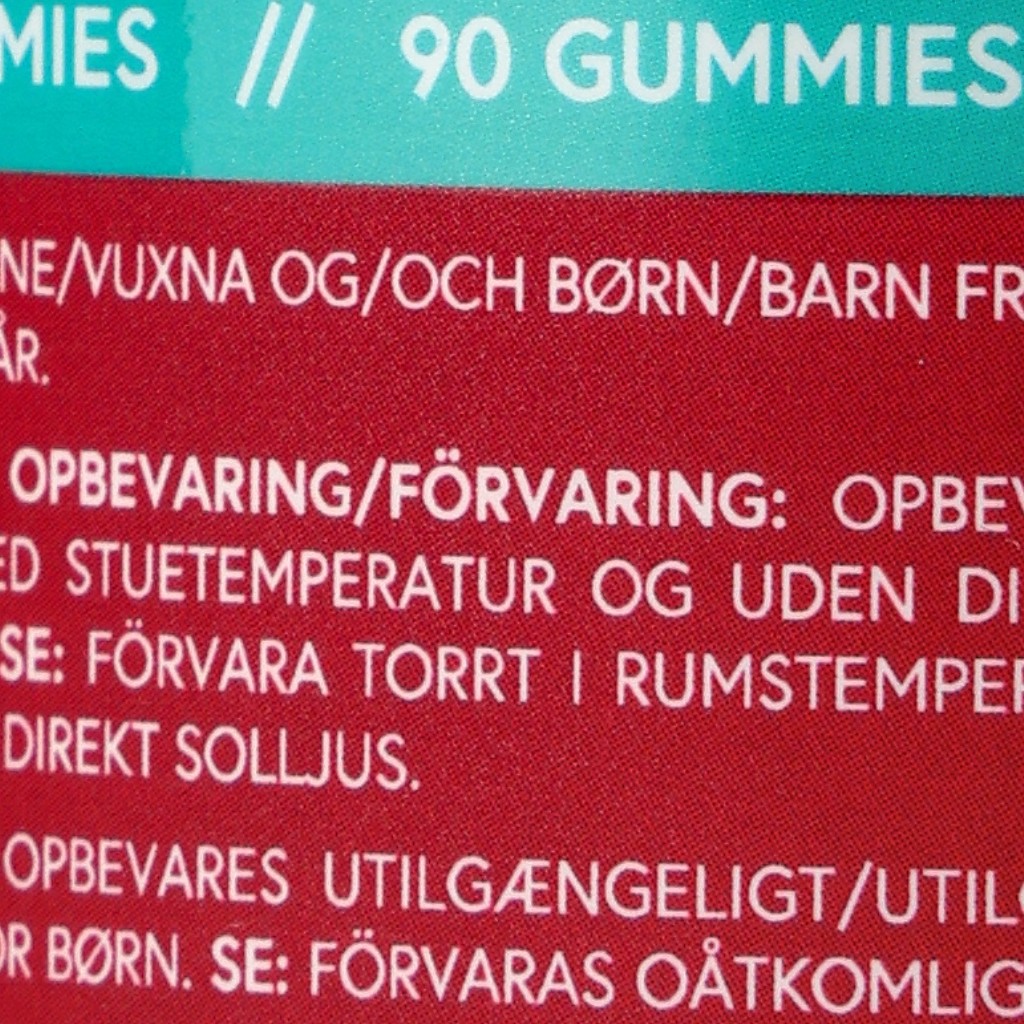 MIES // 90 GUMMIES
NE/VUXNA OG/OCH BØRN/BARN FR
ÅR.
OPBEVARING/FÖRVARING: OPBEV
ED STUETEMPERATUR OG UDEN DI
SE: FÖRVARA TORRT I RUMSTEMPER
DIREKT SOLLJUS.
OPBEVARES UTILGÆNGELIGT/UTILG
OR BØRN. SE: FÖRVARAS OÅTKOMLIG